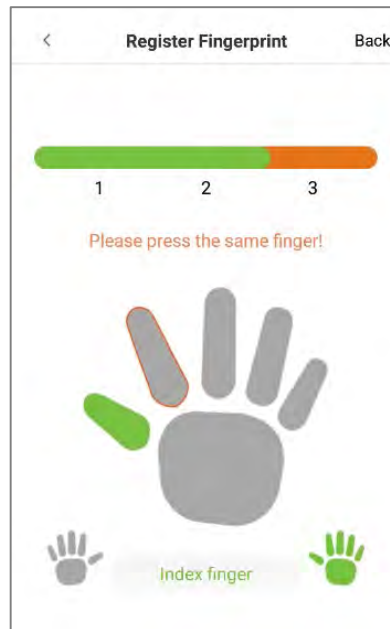 Register Fingerprint Back
1 2 3
Please press the same finger!
Index finger